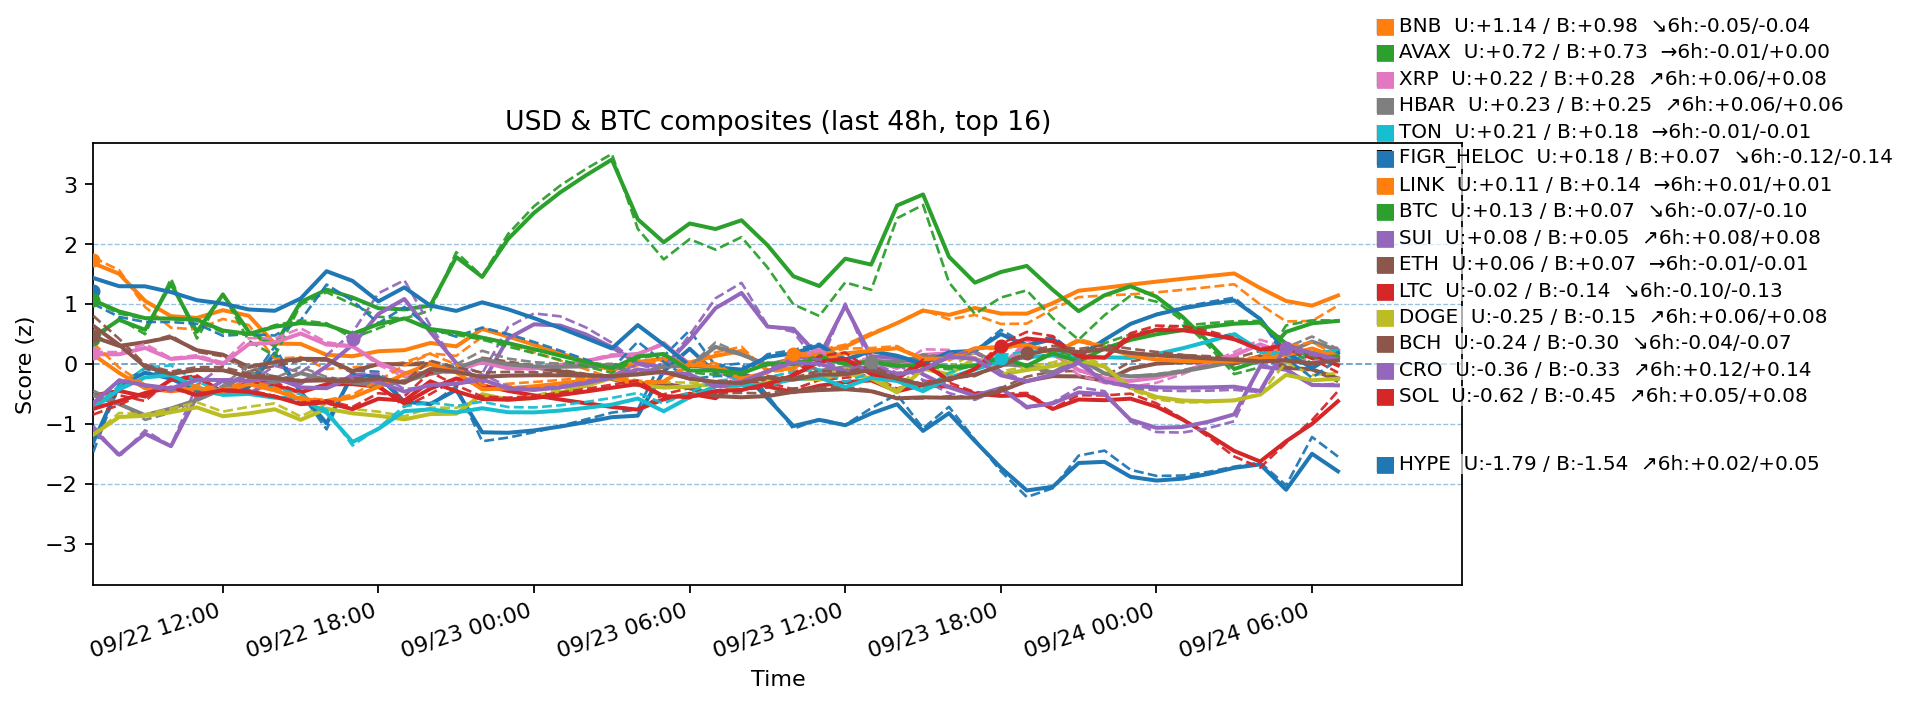 USD & BTC composites (last 48h, top 16)
BNB U:+1.14 / B:+0.98 ↘6h:-0.05/-0.04
AVAX U:+0.72 / B:+0.73 →6h:-0.01/+0.00
XRP U:+0.22 / B:+0.28 ↗6h:+0.06/+0.08
HBAR U:+0.23 / B:+0.25 ↗6h:+0.06/+0.06
TON U:+0.21 / B:+0.18 →6h:-0.01/-0.01
FIGR_HELOC U:+0.18 / B:+0.07 ↘6h:-0.12/-0.14
LINK U:+0.11 / B:+0.14 →6h:+0.01/+0.01
BTC U:+0.13 / B:+0.07 ↘6h:-0.07/-0.10
SUI U:+0.08 / B:+0.05 ↗6h:+0.08/+0.08
ETH U:+0.06 / B:+0.07 →6h:-0.01/-0.01
LTC U:-0.02 / B:-0.14 ↘6h:-0.10/-0.13
DOGE U:-0.25 / B:-0.15 ↗6h:+0.06/+0.08
BCH U:-0.24 / B:-0.30 ↘6h:-0.04/-0.07
CRO U:-0.36 / B:-0.33 ↗6h:+0.12/+0.14
SOL U:-0.62 / B:-0.45 ↗6h:+0.05/+0.08
HYPE U:-1.79 / B:-1.54 ↗6h:+0.02/+0.05
Score (z)
3
2
1
0
−1
−2
−3
09/22 12:00
09/22 18:00
09/23 00:00
09/23 06:00
09/23 12:00
09/23 18:00
09/24 00:00
09/24 06:00
Time